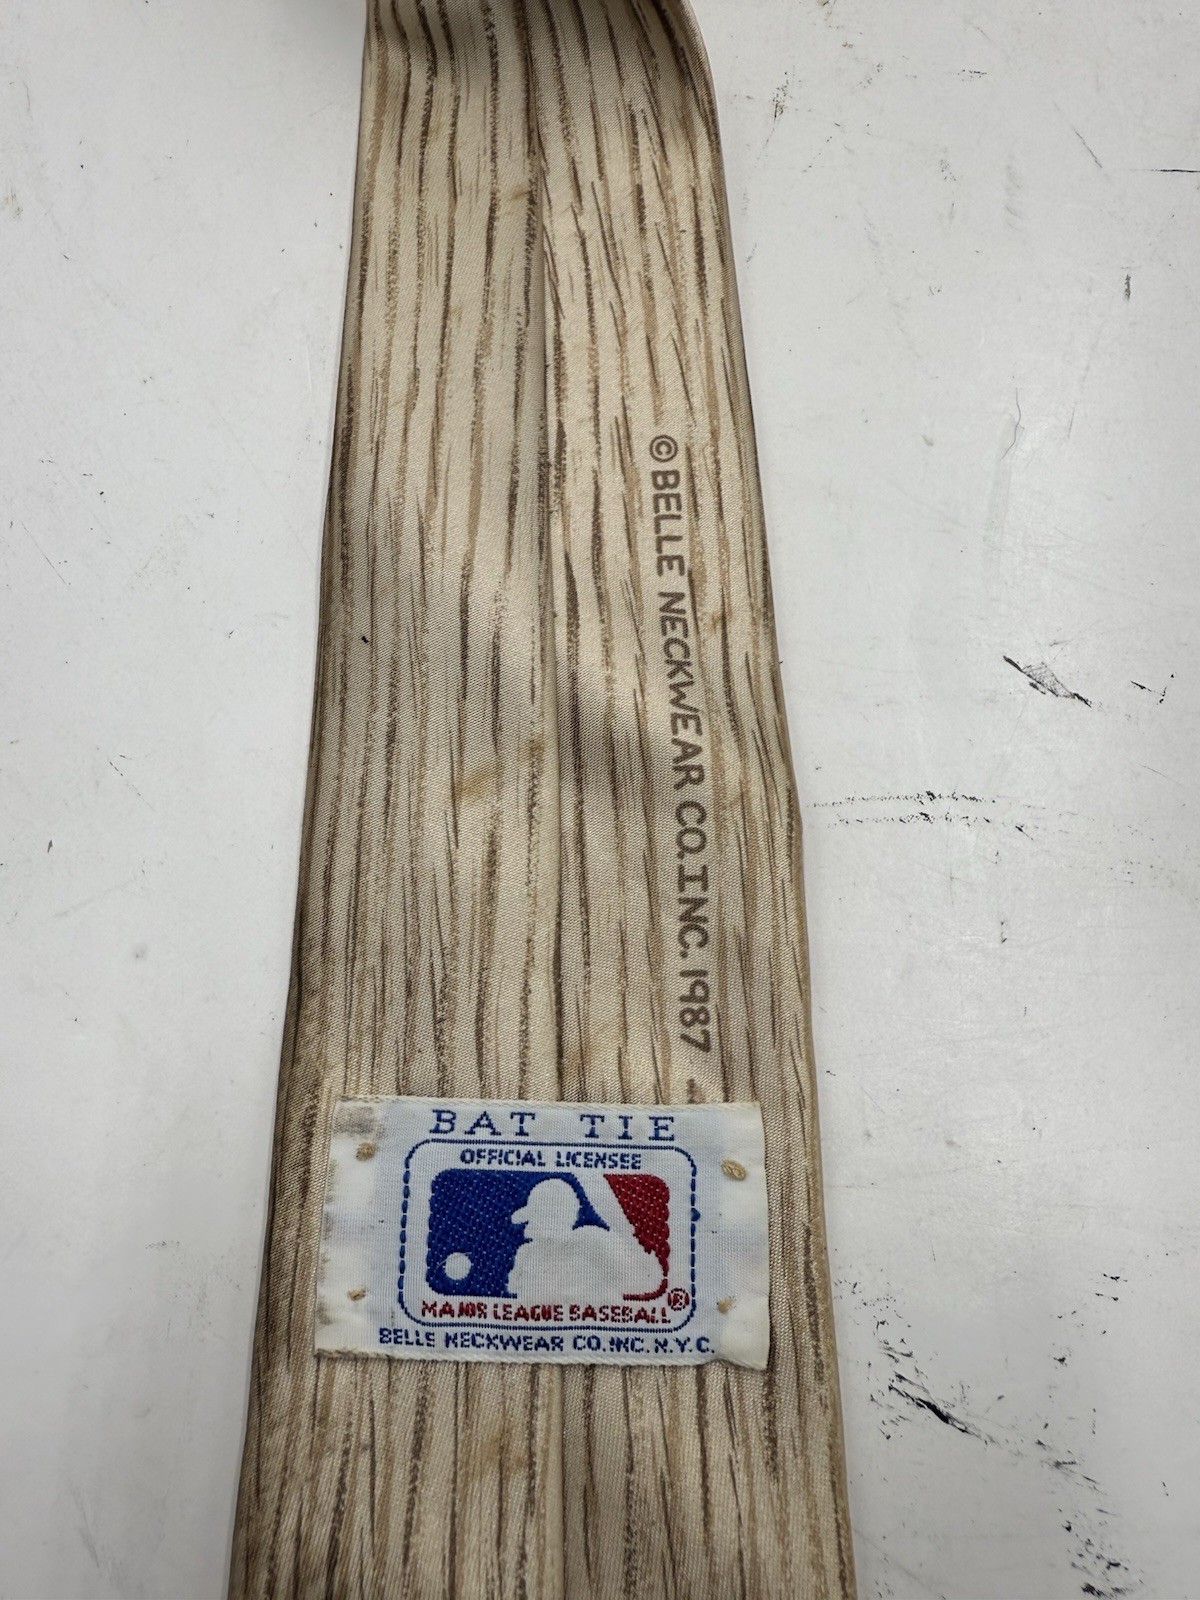 © BELLE NECKWEAR CO. INC. 1987
BAT TIE
OFFICIAL LICENSEE
MAJOR LEAGUE BASEBALL®
BELLE NECKWEAR CO. INC. N.Y.C.